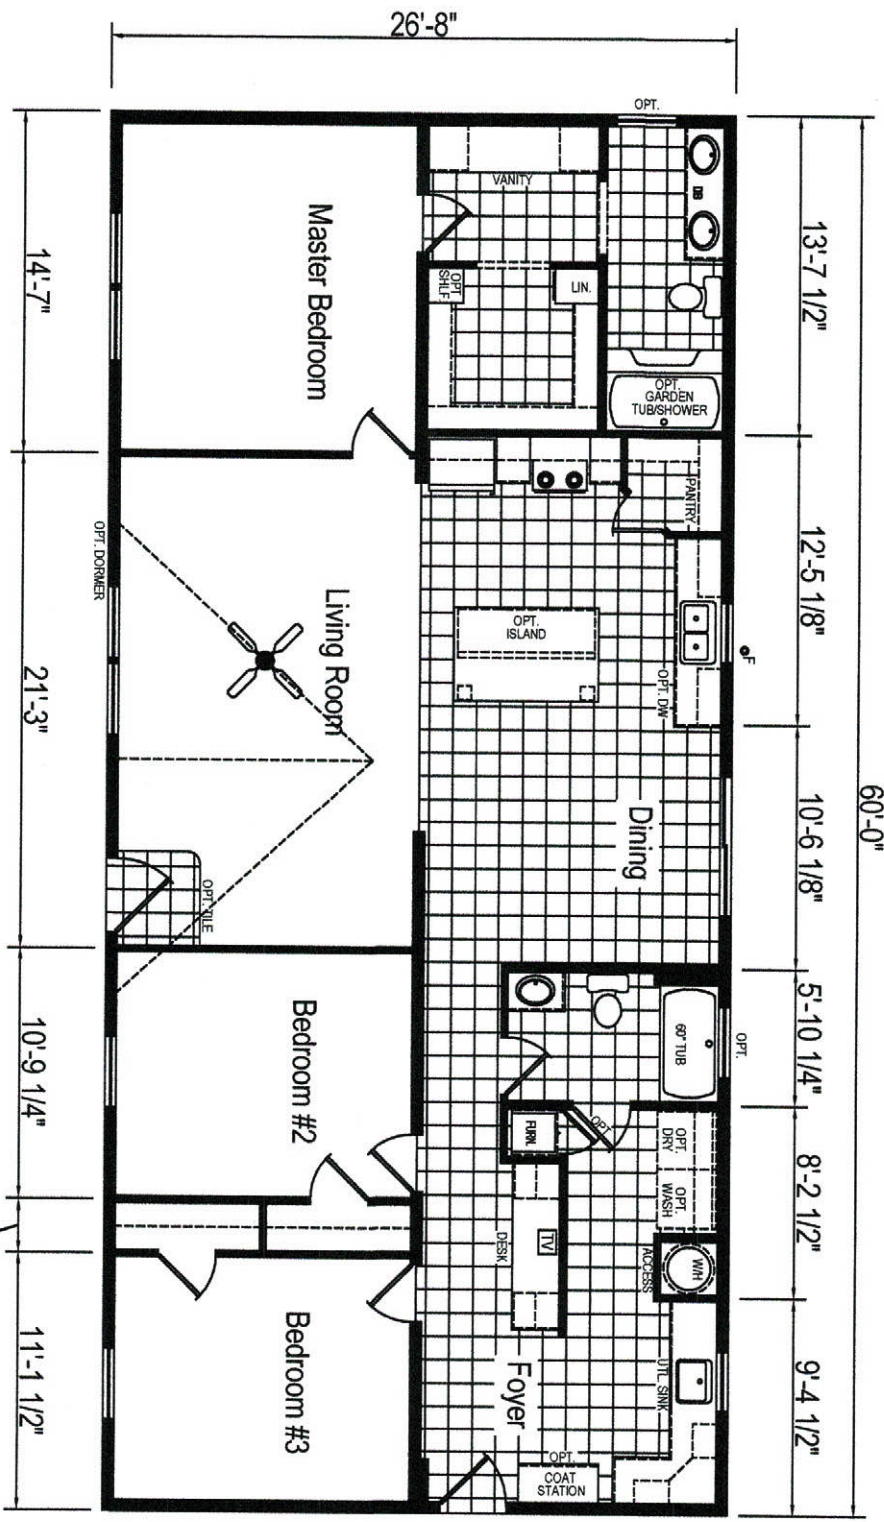 60'-0"
13'-7 1/2"
12'-5 1/8"
10'-6 1/8"
5'-10 1/4"
8'-2 1/2"
9'-4 1/2"
26'-8"
OPT.
DB
VANITY
LIN.
OPT
SHLF
OPT.
GARDEN
TUB/SHOWER
PANTRY
OPT.
ISLAND
OPT. DW
F
Dining
OPT.
60" TUB
OPT.
FURN.
OPT.
DRY
OPT.
WASH
W/H
ACCESS
TV
DESK
UTL SINK
Foyer
OPT.
COAT
STATION
Master Bedroom
Living Room
Bedroom #2
Bedroom #3
OPT. DORMER
OPT. TILE
14'-7"
21'-3"
10'-9 1/4"
11'-1 1/2"